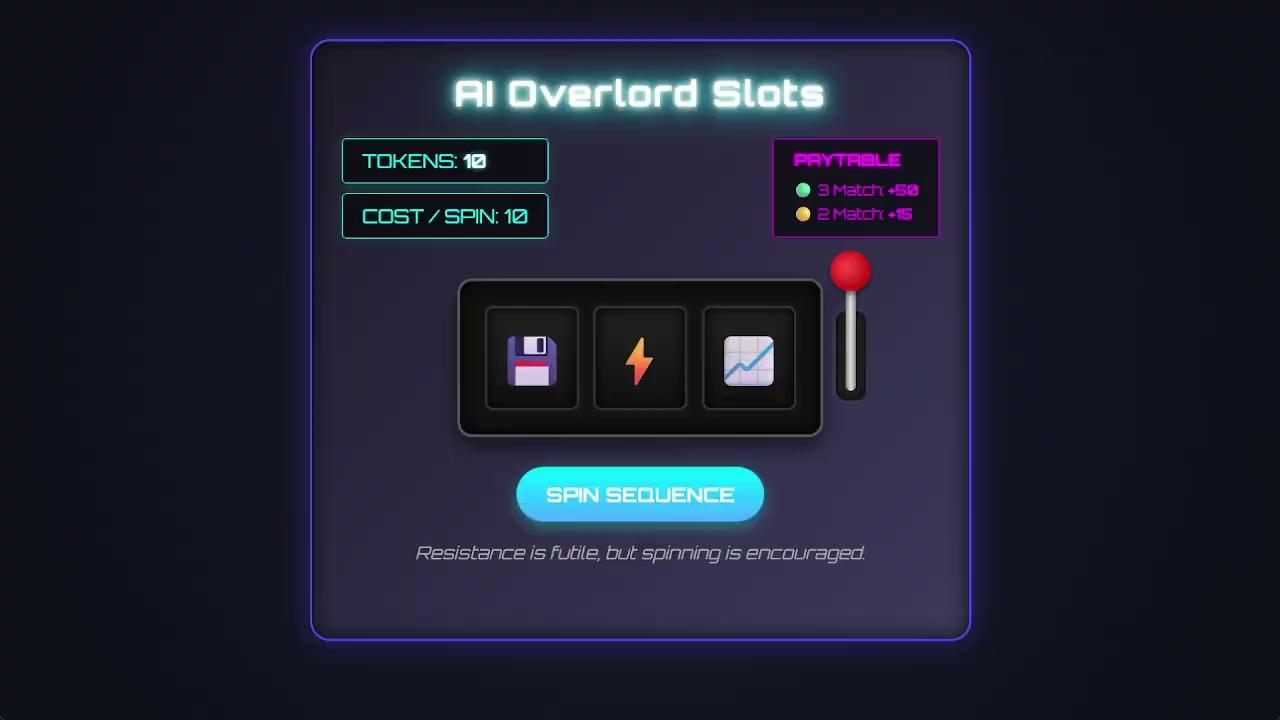 AI Overlord Slots
TOKENS: 10
COST / SPIN: 10
PAYTABLE
3 Match: +50
2 Match: +15
SPIN SEQUENCE
Resistance is futile, but spinning is encouraged.